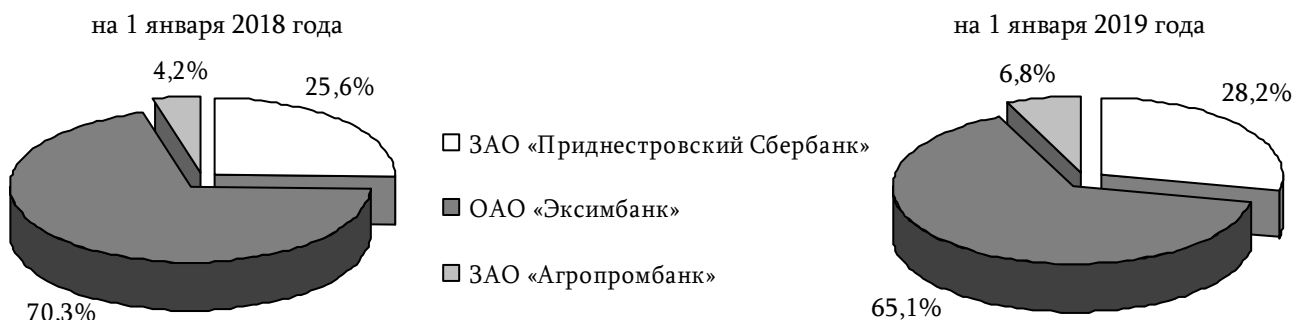 на 1 января 2018 года
4,2%
25,6%
70,3%
ЗАО «Приднестровский Сбербанк»
ОАО «Эксимбанк»
ЗАО «Агропромбанк»
на 1 января 2019 года
6,8%
28,2%
65,1%